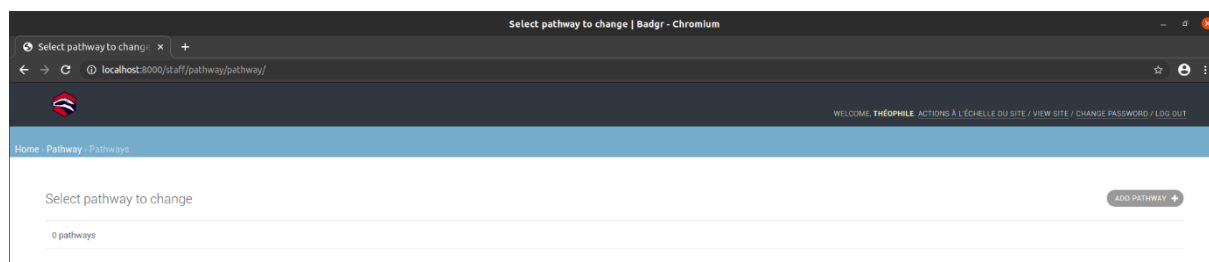 Select pathway to change | Badgr - Chromium
Select pathway to change
localhost:8000/staff/pathway/pathway/
WELCOME, THÉOPHILE. ACTIONS À L'ÉCHELLE DU SITE / VIEW SITE / CHANGE PASSWORD / LOG OUT
Home › Pathway › Pathways
Select pathway to change
ADD PATHWAY +
0 pathways